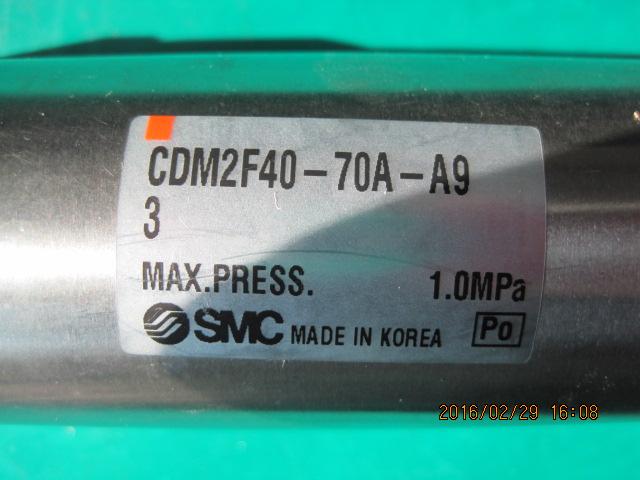 CDM2F40-70A-A9
3
MAX.PRESS. 1.0MPa
SMC MADE IN KOREA Po
2016/02/29 16:08